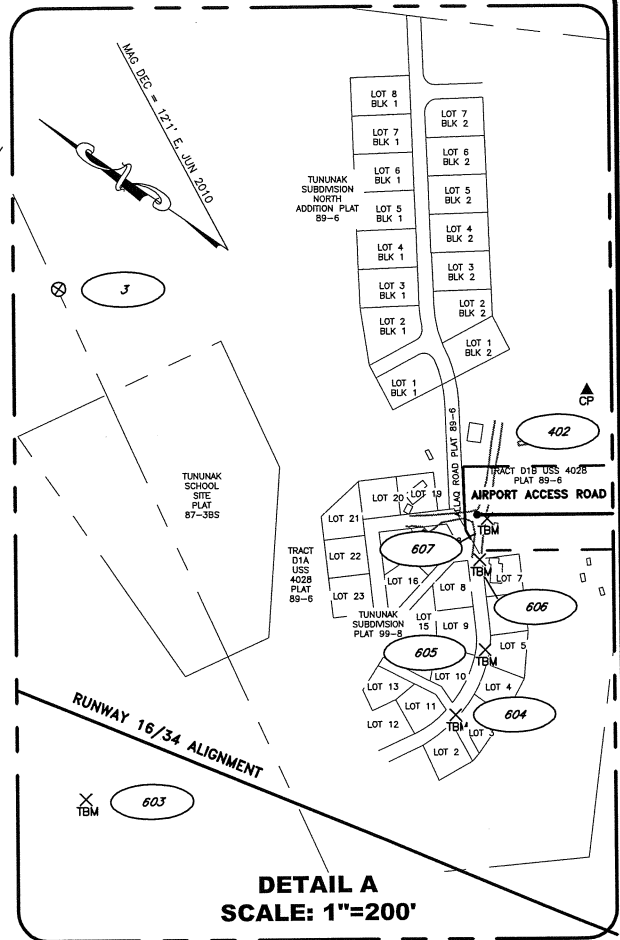 MAG DEC = 12°1' E, JUN 2010
LOT 8
BLK 1
LOT 7
BLK 1
LOT 6
BLK 1
LOT 5
BLK 1
LOT 4
BLK 1
LOT 3
BLK 1
LOT 2
BLK 1
LOT 1
BLK 1
LOT 7
BLK 2
LOT 6
BLK 2
LOT 5
BLK 2
LOT 4
BLK 2
LOT 3
BLK 2
LOT 2
BLK 2
LOT 1
BLK 2
TUNUNAK
SUBDIVISION
NORTH
ADDITION PLAT
89-6
3
CP
402
ROAD PLAT 89-6
TRACT D1B USS 4028
PLAT 89-6
AIRPORT ACCESS ROAD
TUNUNAK
SCHOOL
SITE
PLAT
87-3BS
LOT 20
LOT 19
LOT 21
LOT 22
LOT 23
TRACT
D1A
USS
4028
PLAT
89-6
TBM
607
TBM
LOT 16
LOT 8
LOT 7
606
TUNUNAK
SUBDIVISION
PLAT 99-8
LOT
15
LOT 9
605
TBM
LOT 5
LOT 10
LOT 13
LOT 4
LOT 11
LOT 12
TBM
604
LOT 3
LOT 2
RUNWAY 16/34 ALIGNMENT
TBM
603
DETAIL A
SCALE: 1"=200'